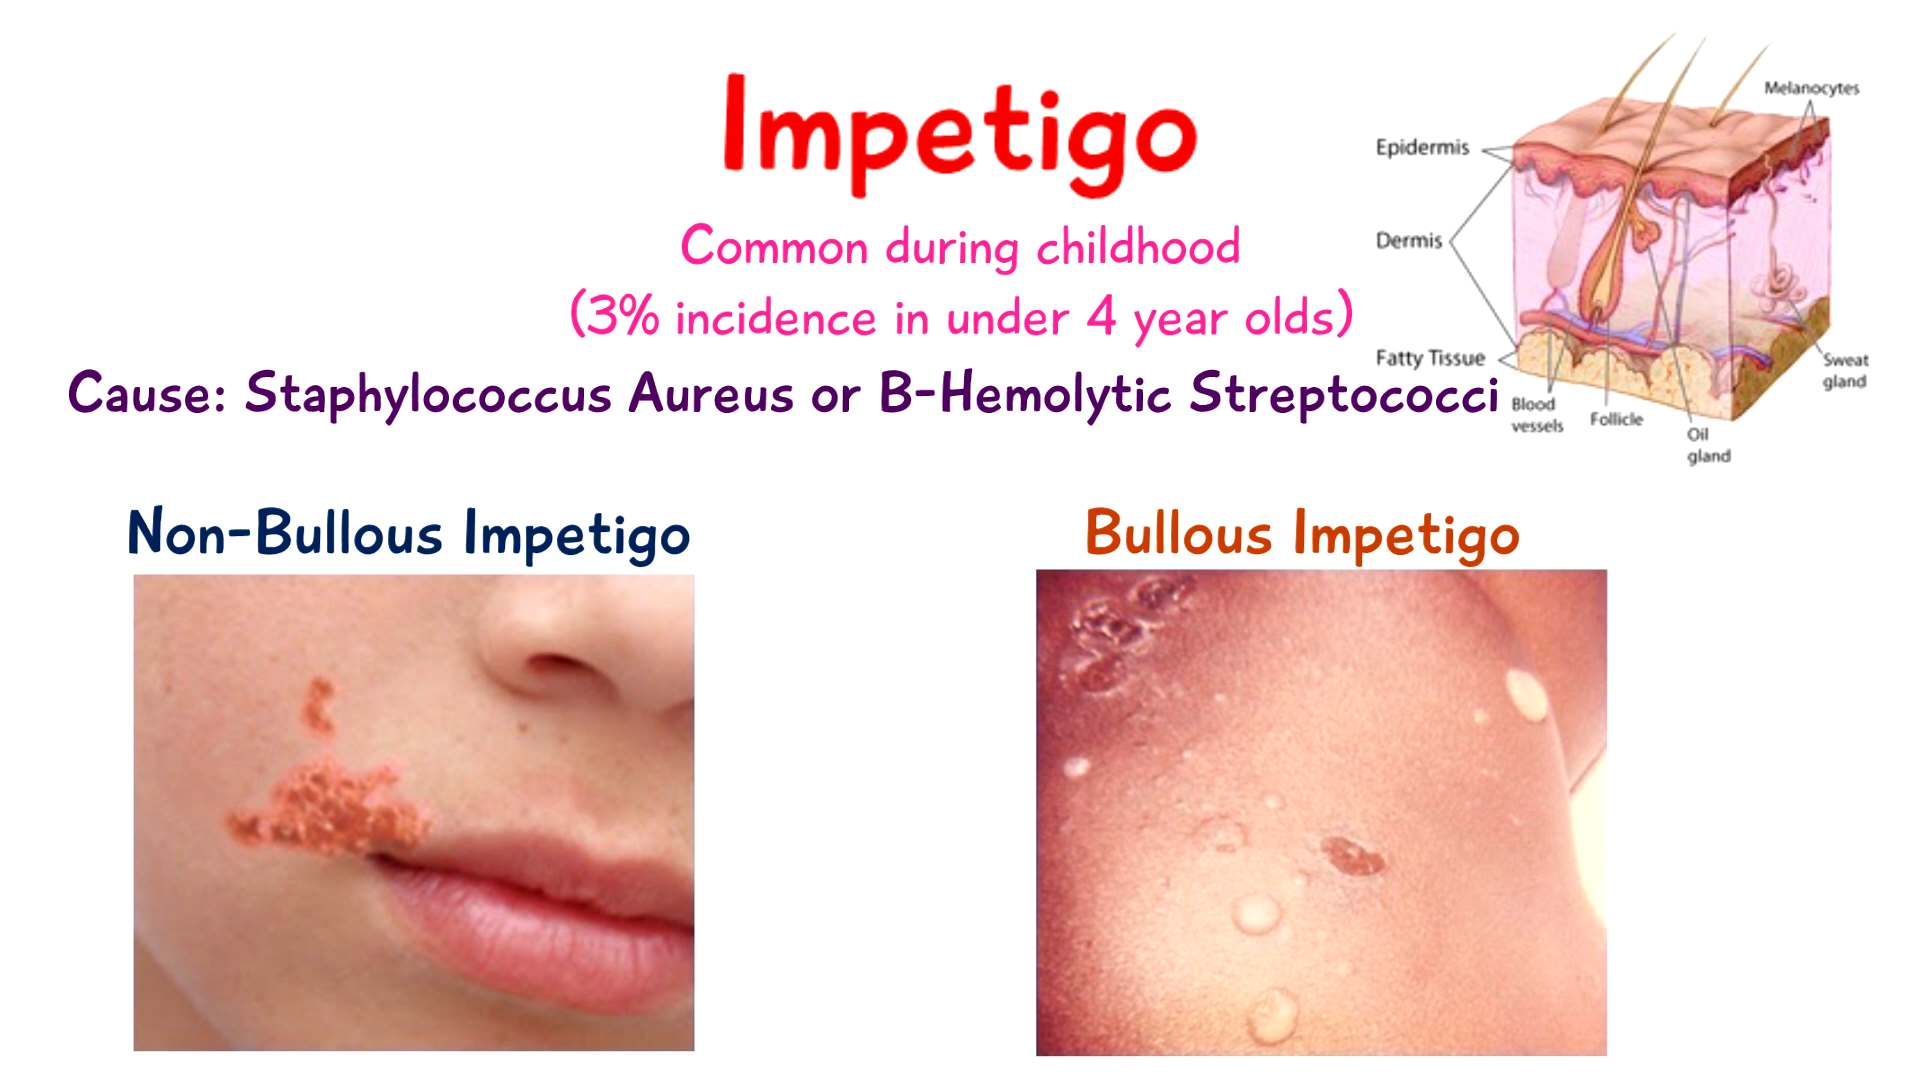 Impetigo
Common during childhood
(3% incidence in under 4 year olds)
Cause: Staphylococcus Aureus or B-Hemolytic Streptococci
Melanocytes
Epidermis
Dermis
Fatty Tissue
Sweat
gland
Blood
vessels
Follicle
Oil
gland
Non-Bullous Impetigo
Bullous Impetigo